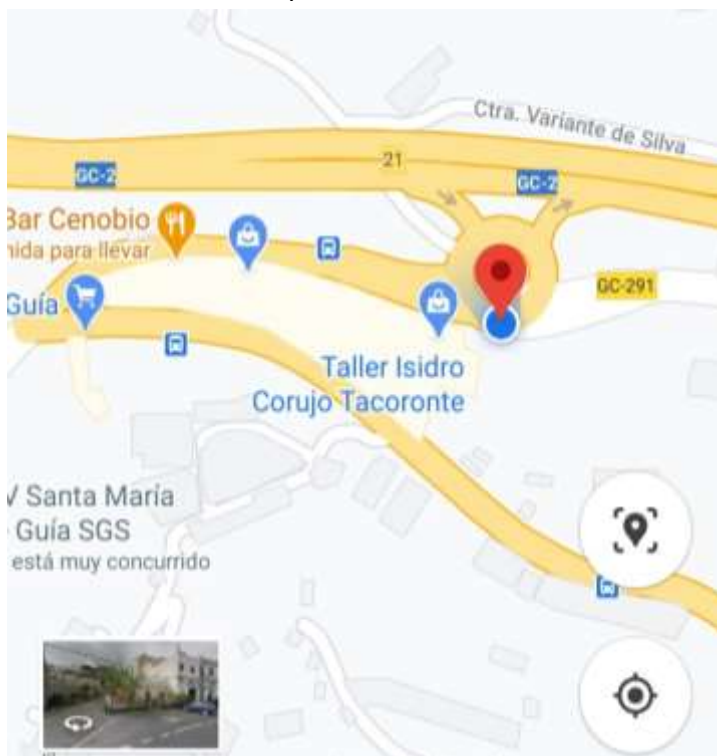 Ctra. Variante de Silva
21
GC-2
GC-2
Bar Cenobio
nida para llevar
GC-291
Guía
Taller Isidro
Corujo Tacoronte
V Santa María
Guía SGS
está muy concurrido